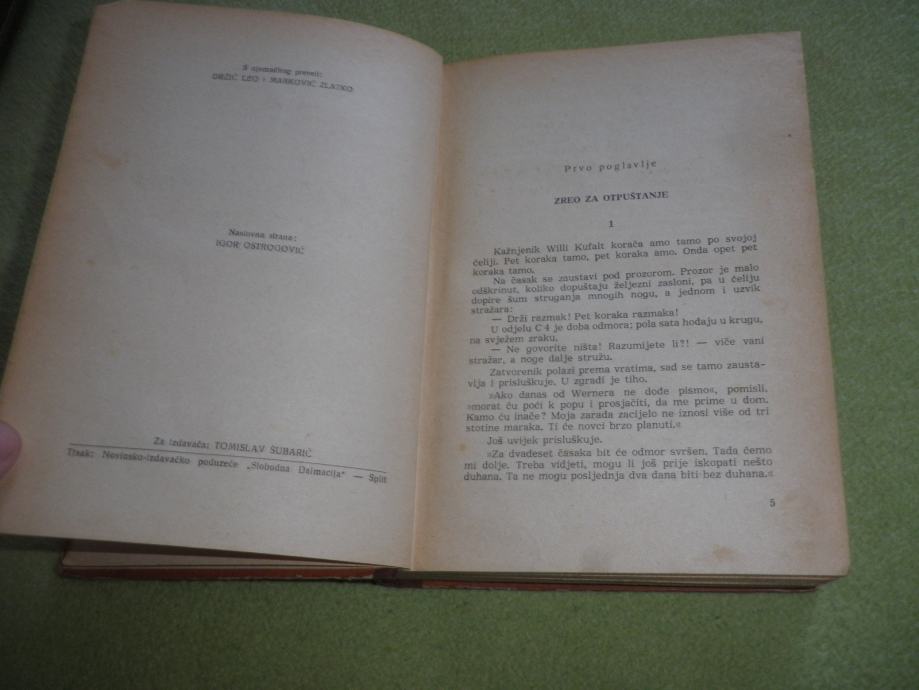 S njemačkog preveli:
DRŽIĆ LEO i MARKOVIĆ ZLATKO
Naslovna strana:
IGOR OSTROGOVIĆ
Za izdavača: TOMISLAV ŠUBARIĆ
Tisak: Novinsko-izdavačko poduzeće „Slobodna Dalmacija" — Split
Prvo poglavlje
ZREO ZA OTPUŠTANJE
1
Kažnjenik Willi Kufalt korača amo tamo po svojoj
ćeliji. Pet koraka tamo, pet koraka amo. Onda opet pet
koraka tamo.
Na časak se zaustavi pod prozorom. Prozor je malo
odškrinut, koliko dopuštaju željezni zasloni, pa u ćeliju
dopire šum struganja mnogih nogu, a jednom i uzvik
stražara:
— Drži razmak! Pet koraka razmaka!
U odjelu C 4 je doba odmora; pola sata hodaju u krugu,
na svježem zraku.
— Ne govorite ništa! Razumijete li?! — viče vani
stražar, a noge dalje stružu.
Zatvorenik polazi prema vratima, sad se tamo zausta-
vlja i prisluškuje. U zgradi je tiho.
»Ako danas od Wernera ne dođe pismo«, pomisli,
»morat ću poći k popu i prosjačiti, da me prime u dom.
Kamo ću inače? Moja zarada zacijelo ne iznosi više od tri
stotine maraka. Ti će novci brzo planuti.«
Još uvijek prisluškuje.
»Za dvadeset časaka bit će odmor svršen. Tada ćemo
mi dolje. Treba vidjeti, mogu li još prije iskopati nešto
duhana. Ta ne mogu posljednja dva dana biti bez duhana.«
5